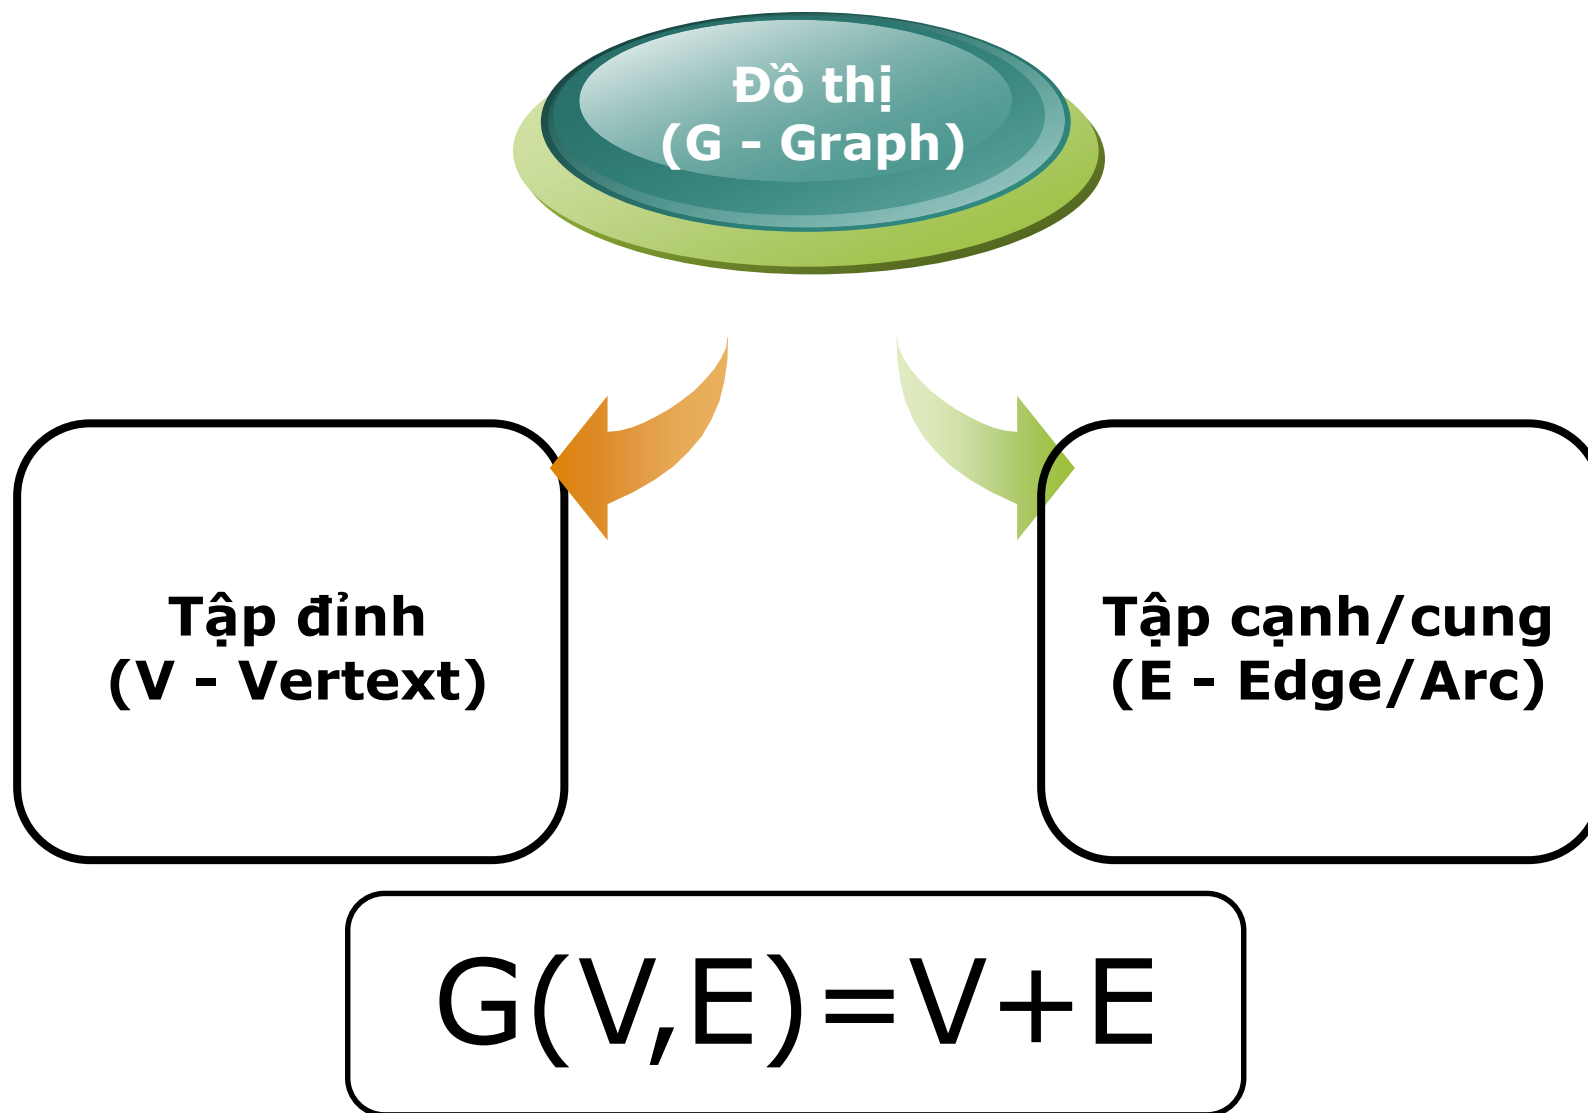 Đồ thị
(G - Graph)
Tập đỉnh
(V - Vertext)
Tập cạnh/cung
(E - Edge/Arc)
G(V,E)=V+E